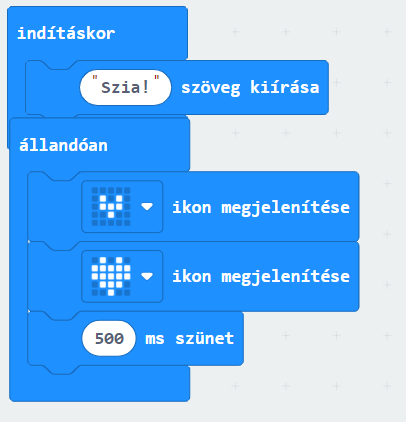 indításkor
"Szia!" szöveg kiírása
állandóan
ikon megjelenítése
ikon megjelenítése
500 ms szünet